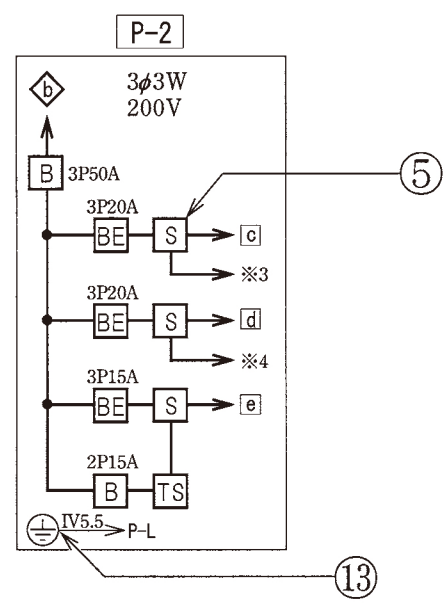 P-2
b
3φ3W
200V
B 3P50A
⑤
3P20A
BE S c
※3
3P20A
BE S d
※4
3P15A
BE S e
2P15A
B TS
IV5.5 P-L
⑬